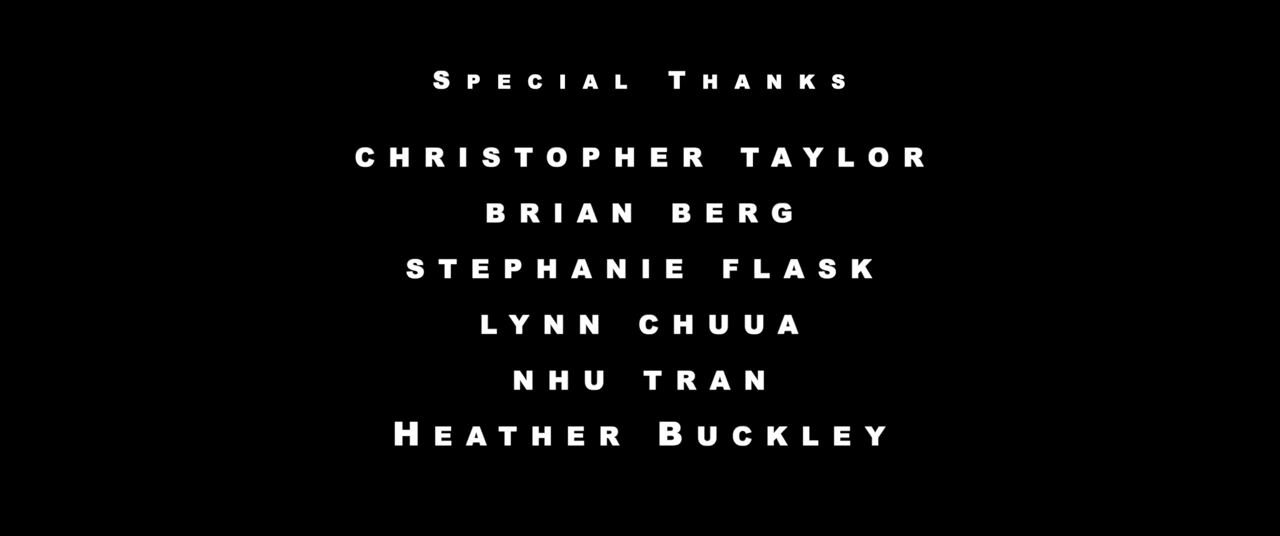 Special Thanks
CHRISTOPHER TAYLOR
BRIAN BERG
STEPHANIE FLASK
LYNN CHUUA
NHU TRAN
Heather Buckley